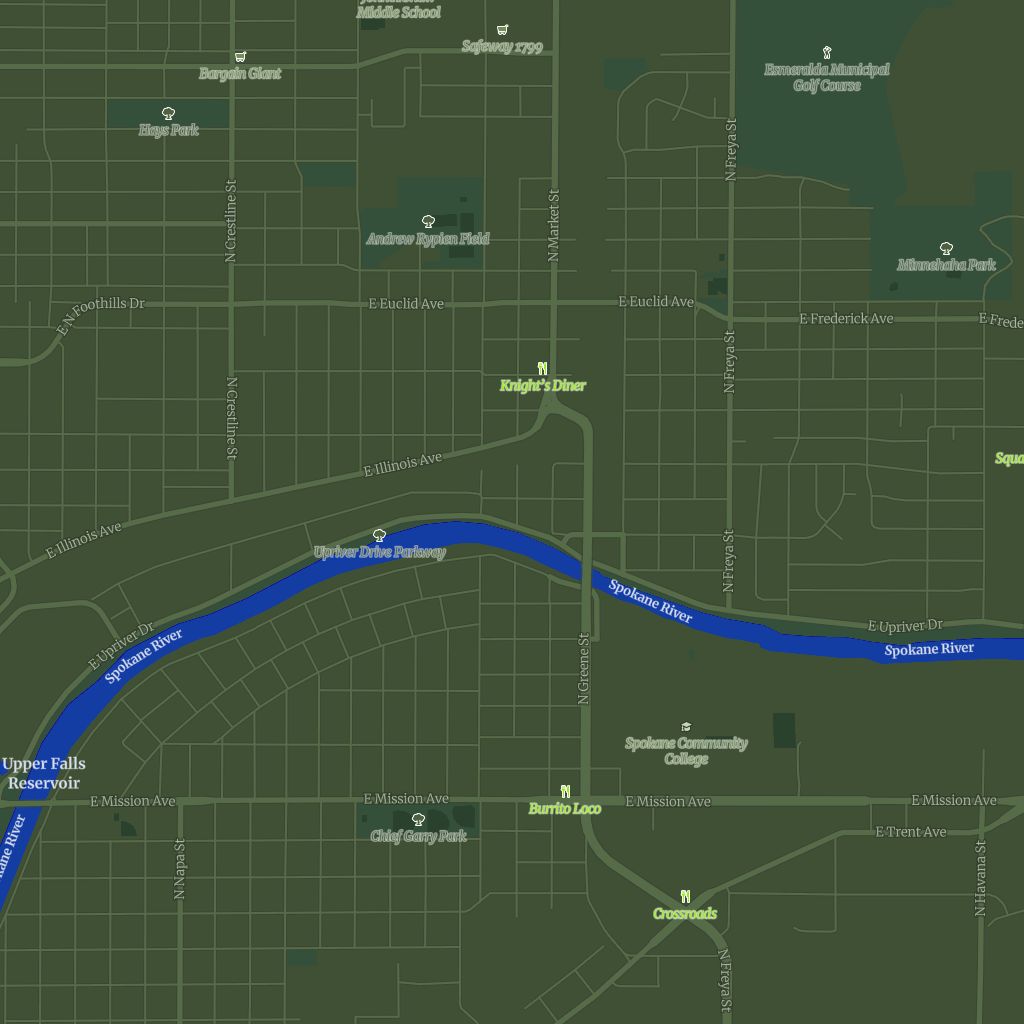 Middle School
Safeway 1799
Bargain Giant
Esmeralda Municipal
Golf Course
Hays Park
N Freya St
N Crestline St
N Market St
Andrew Rypien Field
Minnehaha Park
E N Foothills Dr
E Euclid Ave
E Euclid Ave
E Frederick Ave
E Frede
N Freya St
Knight's Diner
N Crestline St
E Illinois Ave
Squa
E Illinois Ave
Upriver Drive Parkway
N Freya St
Spokane River
E Upriver Dr
E Upriver Dr
Spokane River
Spokane River
N Greene St
Spokane Community
College
Upper Falls
Reservoir
E Mission Ave
E Mission Ave
Burrito Loco
E Mission Ave
E Mission Ave
Chief Garry Park
E Trent Ave
kane River
N Napa St
N Havana St
Crossroads
N Freya St